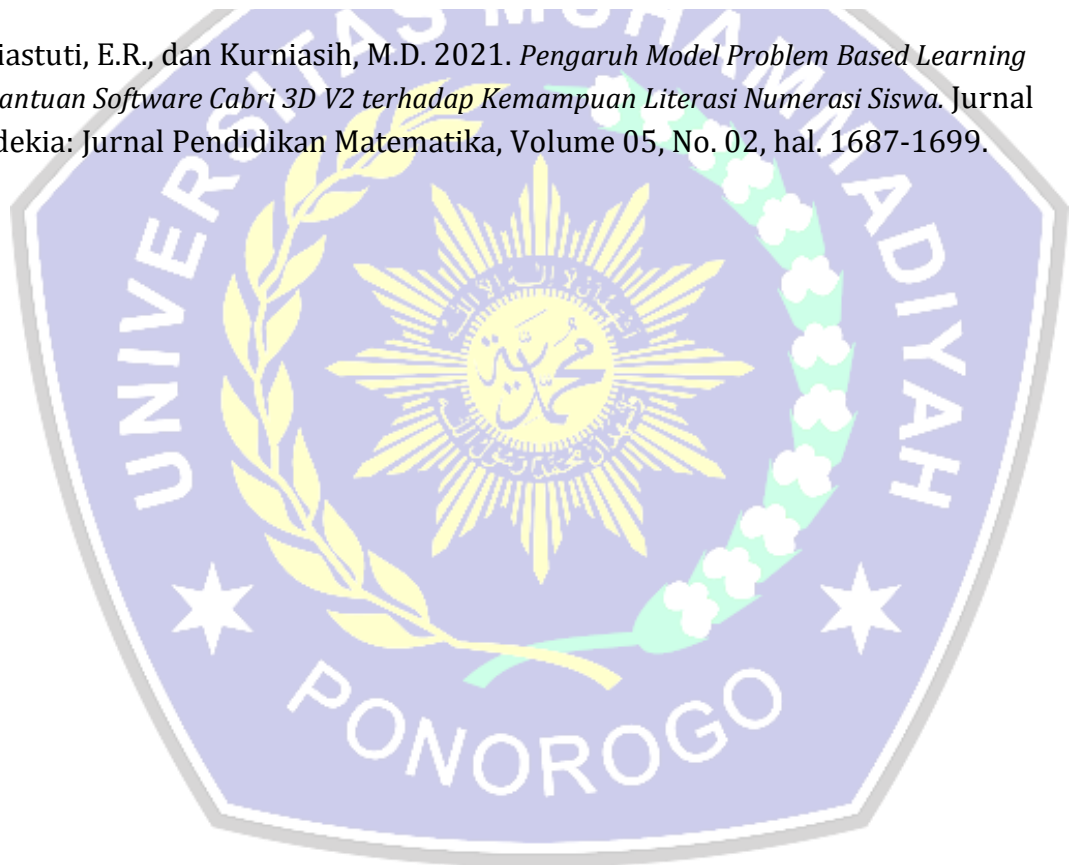 iastuti, E.R., dan Kurniasih, M.D. 2021. Pengaruh Model Problem Based Learning
antuan Software Cabri 3D V2 terhadap Kemampuan Literasi Numerasi Siswa. Jurnal
dekia: Jurnal Pendidikan Matematika, Volume 05, No. 02, hal. 1687-1699.
UNIVERSITAS MUHAMMADIYAH
محمدية
PONOROGO